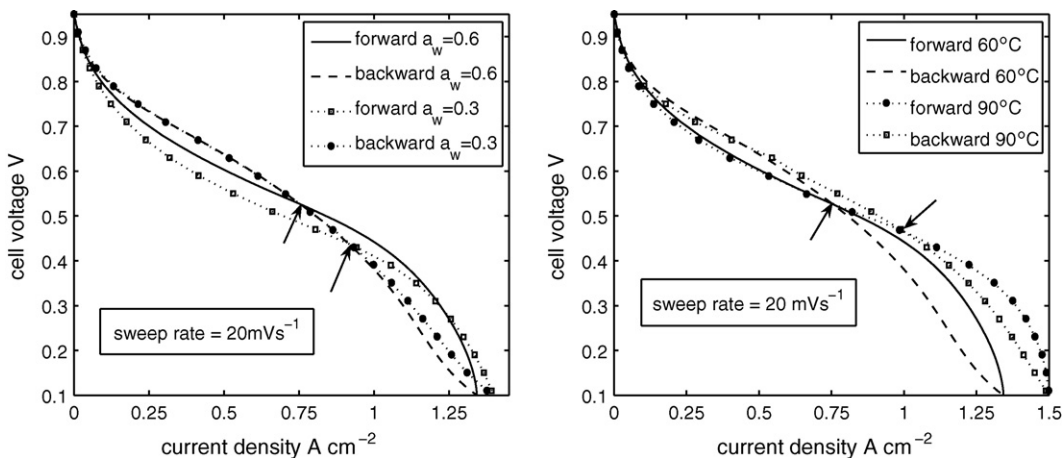 cell voltage V
0.9
0.8
0.7
0.6
0.5
0.4
0.3
0.2
0.1
forward a_w=0.6
backward a_w=0.6
forward a_w=0.3
backward a_w=0.3
sweep rate = 20mVs⁻¹
0 0.25 0.5 0.75 1 1.25
current density A cm⁻²
cell voltage V
0.9
0.8
0.7
0.6
0.5
0.4
0.3
0.2
0.1
forward 60°C
backward 60°C
forward 90°C
backward 90°C
sweep rate = 20 mVs⁻¹
0 0.25 0.5 0.75 1 1.25 1.5
current density A cm⁻²